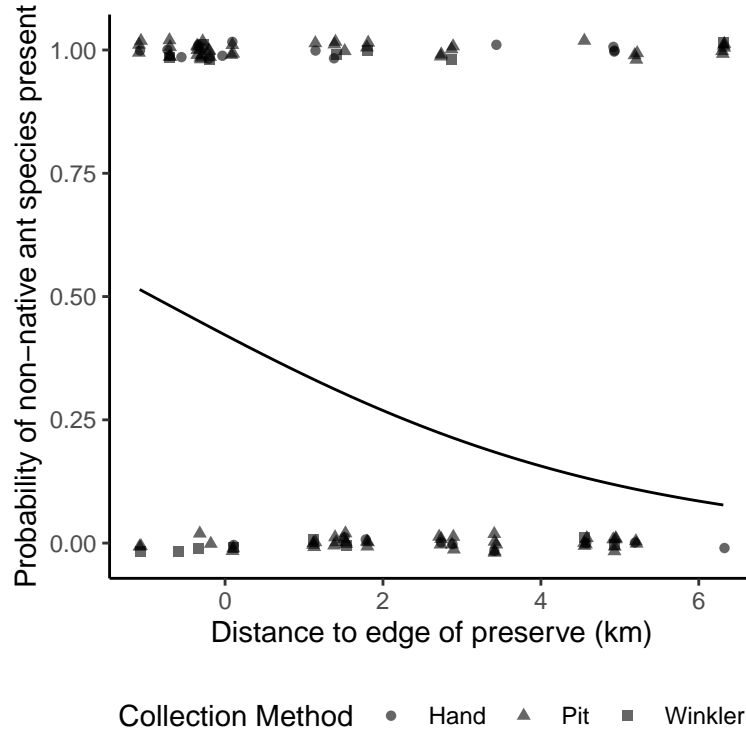 Probability of non−native ant species present
1.00
0.75
0.50
0.25
0.00
0 2 4 6
Distance to edge of preserve (km)
Collection Method Hand Pit Winkler